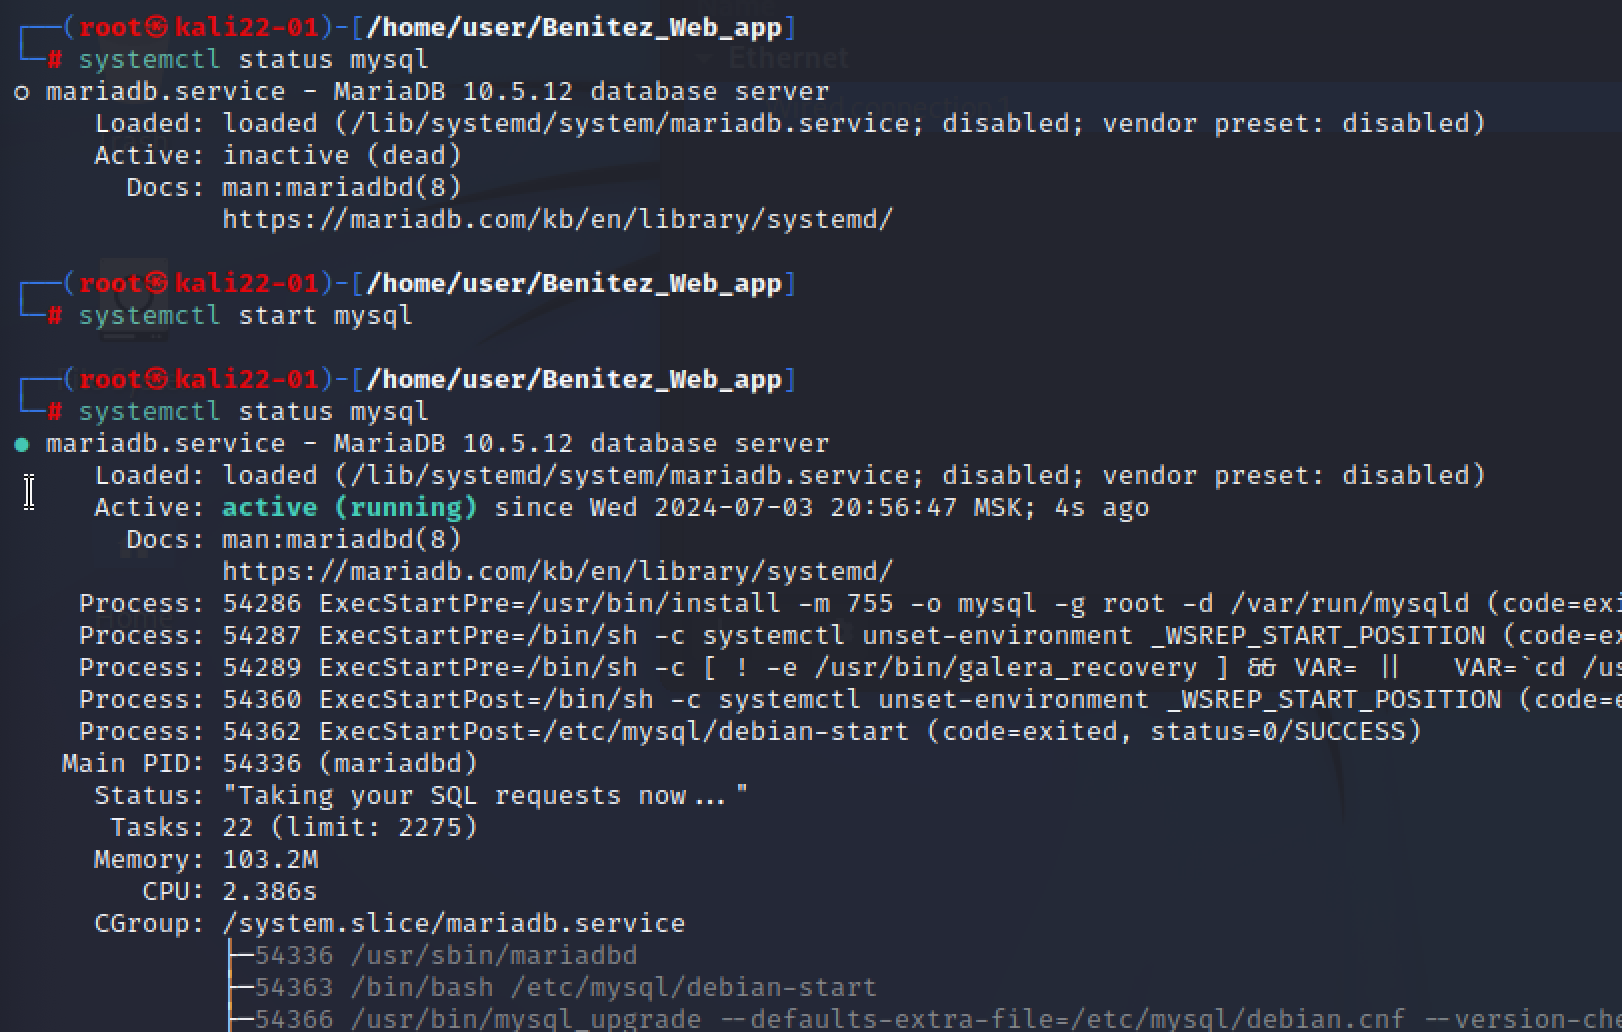 ┌──(root㉿kali22-01)-[/home/user/Benitez_Web_app]
└─# systemctl status mysql
○ mariadb.service - MariaDB 10.5.12 database server
Loaded: loaded (/lib/systemd/system/mariadb.service; disabled; vendor preset: disabled)
Active: inactive (dead)
Docs: man:mariadbd(8)
https://mariadb.com/kb/en/library/systemd/
┌──(root㉿kali22-01)-[/home/user/Benitez_Web_app]
└─# systemctl start mysql
┌──(root㉿kali22-01)-[/home/user/Benitez_Web_app]
└─# systemctl status mysql
● mariadb.service - MariaDB 10.5.12 database server
Loaded: loaded (/lib/systemd/system/mariadb.service; disabled; vendor preset: disabled)
Active: active (running) since Wed 2024-07-03 20:56:47 MSK; 4s ago
Docs: man:mariadbd(8)
https://mariadb.com/kb/en/library/systemd/
Process: 54286 ExecStartPre=/usr/bin/install -m 755 -o mysql -g root -d /var/run/mysqld (code=exi
Process: 54287 ExecStartPre=/bin/sh -c systemctl unset-environment _WSREP_START_POSITION (code=ex
Process: 54289 ExecStartPre=/bin/sh -c [ ! -e /usr/bin/galera_recovery ] && VAR= || VAR=`cd /us
Process: 54360 ExecStartPost=/bin/sh -c systemctl unset-environment _WSREP_START_POSITION (code=e
Process: 54362 ExecStartPost=/etc/mysql/debian-start (code=exited, status=0/SUCCESS)
Main PID: 54336 (mariadbd)
Status: "Taking your SQL requests now..."
Tasks: 22 (limit: 2275)
Memory: 103.2M
CPU: 2.386s
CGroup: /system.slice/mariadb.service
├─54336 /usr/sbin/mariadbd
├─54363 /bin/bash /etc/mysql/debian-start
├─54366 /usr/bin/mysql_upgrade --defaults-extra-file=/etc/mysql/debian.cnf --version-che
Ethernet
Home